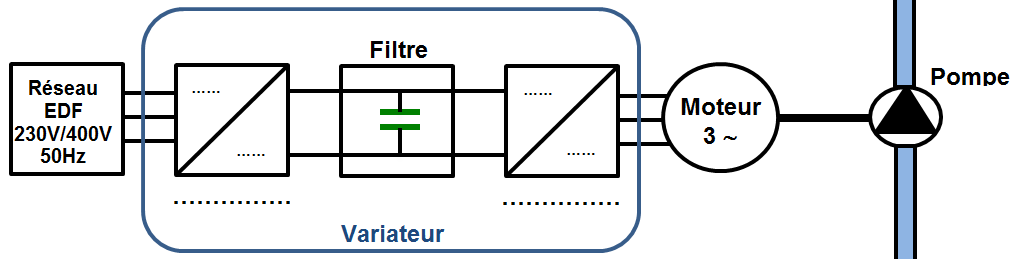 Filtre
Réseau
EDF
230V/400V
50Hz
......
......
......
......
Moteur
3 ~
Pompe
...............
...............
Variateur